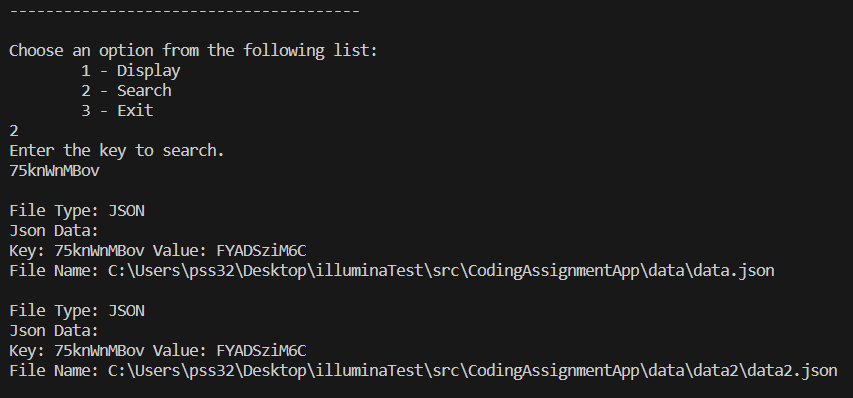 ---------------------------------------
Choose an option from the following list:
1 - Display
2 - Search
3 - Exit
2
Enter the key to search.
75knWnMBov
File Type: JSON
Json Data:
Key: 75knWnMBov Value: FYADSziM6C
File Name: C:\Users\pss32\Desktop\illuminaTest\src\CodingAssignmentApp\data\data.json
File Type: JSON
Json Data:
Key: 75knWnMBov Value: FYADSziM6C
File Name: C:\Users\pss32\Desktop\illuminaTest\src\CodingAssignmentApp\data\data2\data2.json